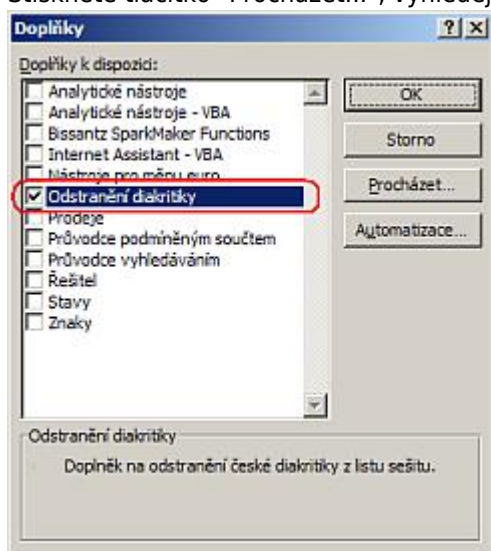 Doplňky
Doplňky k dispozici:
Analytické nástroje
Analytické nástroje - VBA
Bissantz SparkMaker Functions
Internet Assistant - VBA
Nástroje pro měnu euro
Odstranění diakritiky
Prodeje
Průvodce podmíněným součtem
Průvodce vyhledáváním
Řešitel
Stavy
Znaky
OK
Storno
Procházet...
Automatizace...
Odstranění diakritiky
Doplněk na odstranění české diakritiky z listu sešitu.